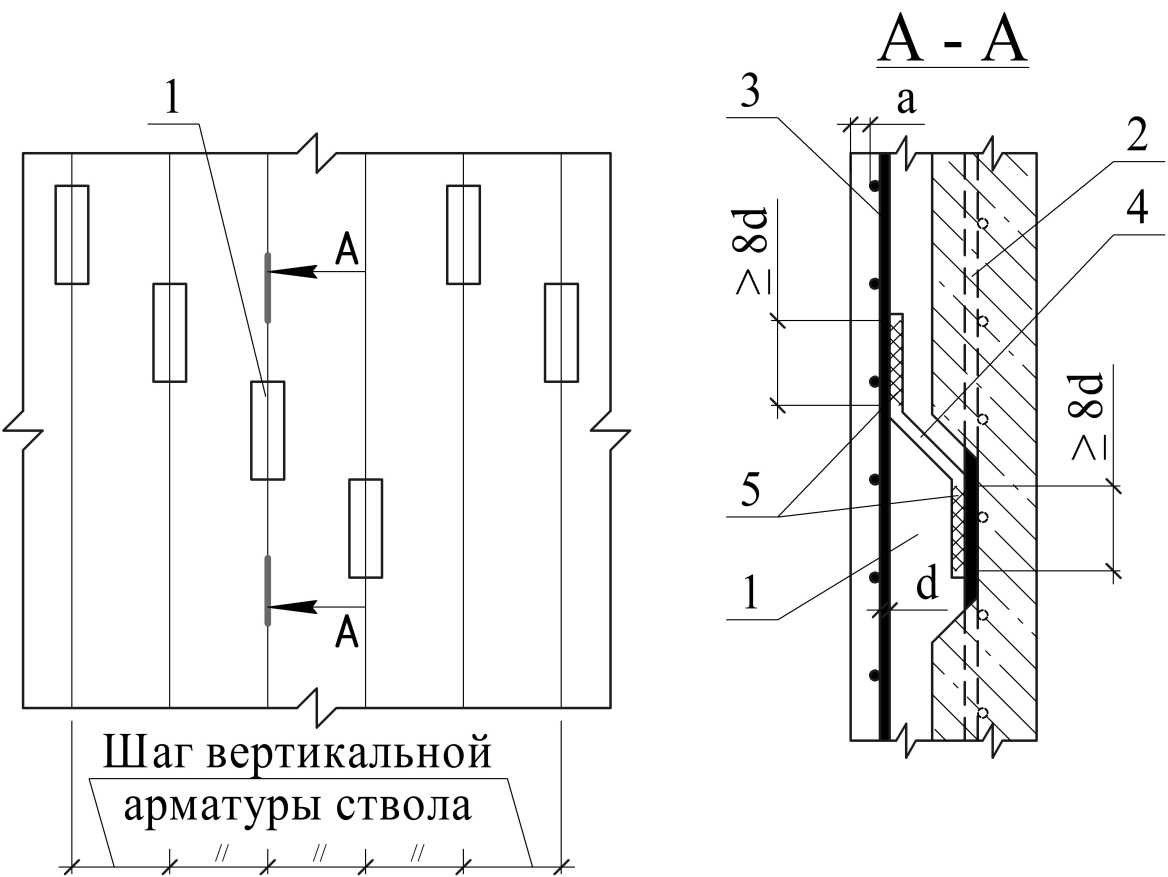 1
A
A
Шаг вертикальной
арматуры ствола
// // //
А - А
3
a
2
4
≥ 8d
≥ 8d
5
1
d